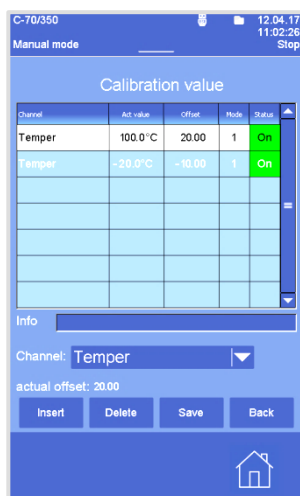 C-70/350 12.04.17
11:02:26
Manual mode Stop
Calibration value
Channel Act value Offset Mode Status
Temper 100.0°C 20.00 1 On
Temper -20.0°C -10.00 1 On
Info
Channel: Temper
actual offset: 20.00
Insert Delete Save Back